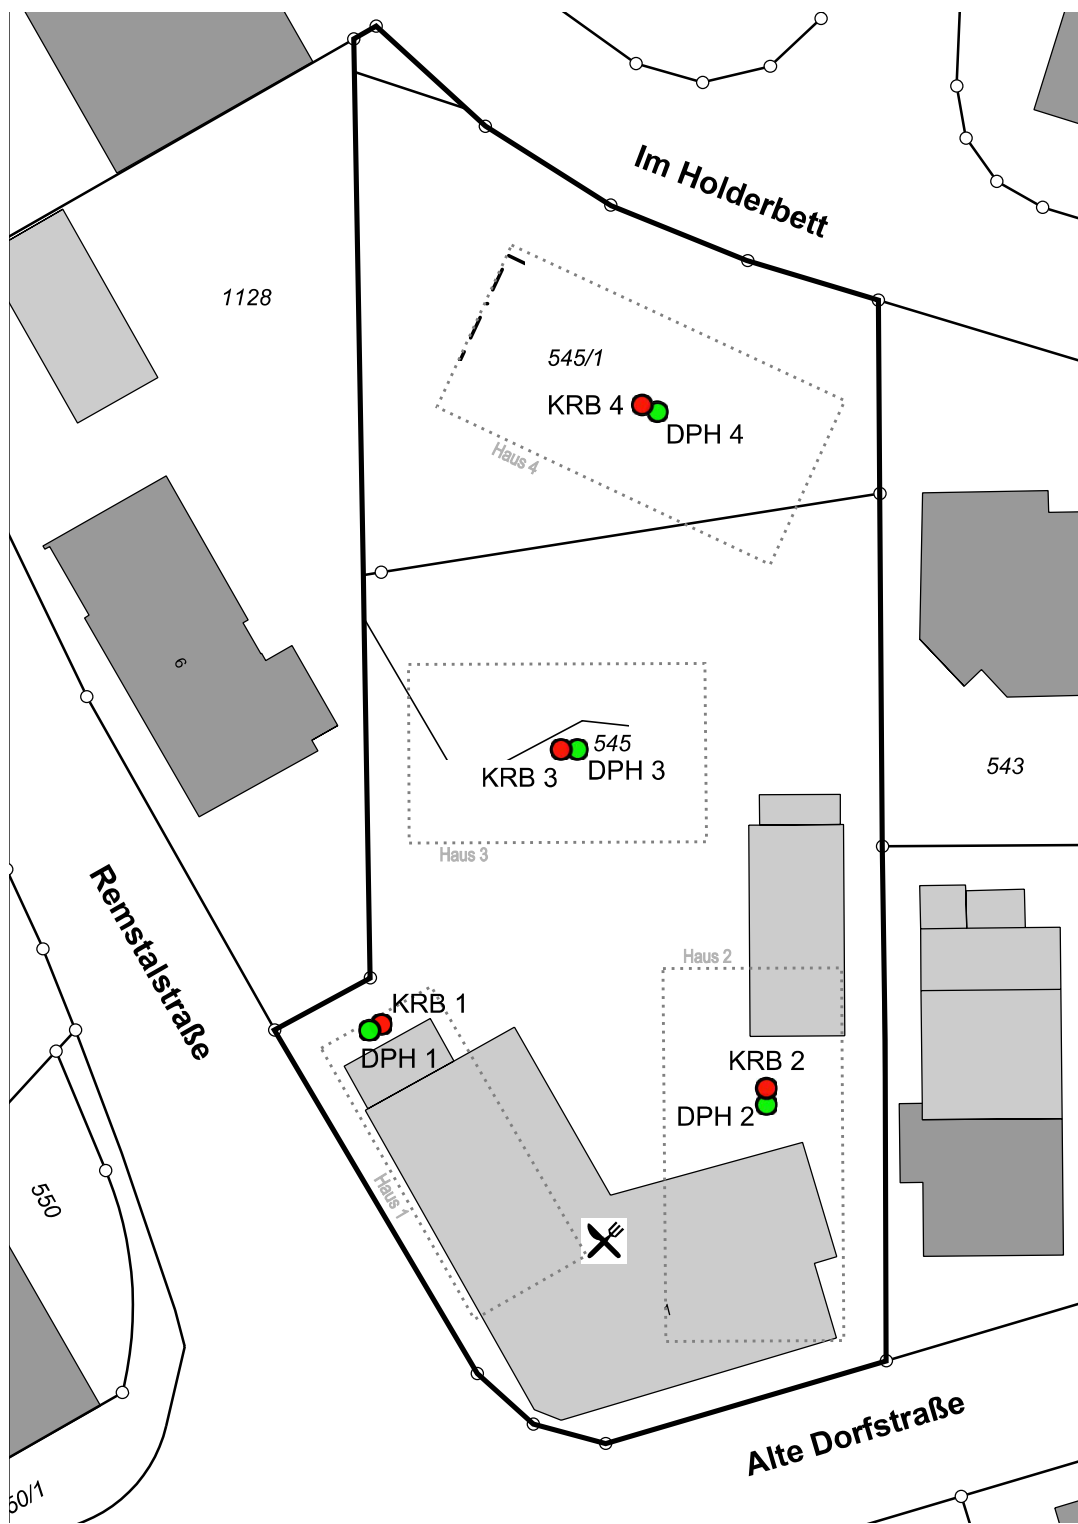 Im Holderbett
1128
545/1
KRB 4
DPH 4
Haus 4
6
545
KRB 3
DPH 3
543
Haus 3
Remstalstraße
Haus 2
KRB 1
DPH 1
KRB 2
DPH 2
550
Haus 1
1
Alte Dorfstraße
50/1